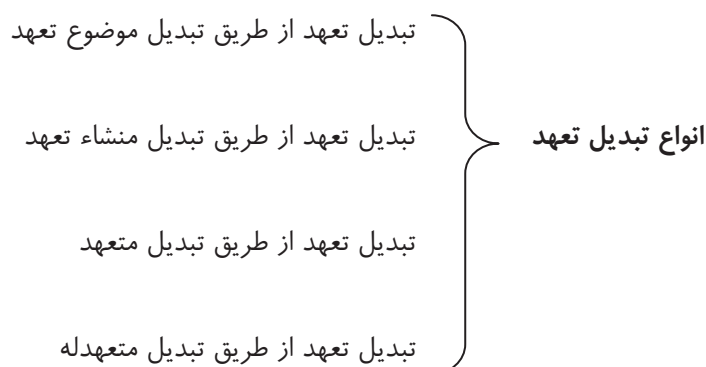 انواع تبدیل تعهد
تبدیل تعهد از طریق تبدیل موضوع تعهد
تبدیل تعهد از طریق تبدیل منشاء تعهد
تبدیل تعهد از طریق تبدیل متعهد
تبدیل تعهد از طریق تبدیل متعهدله